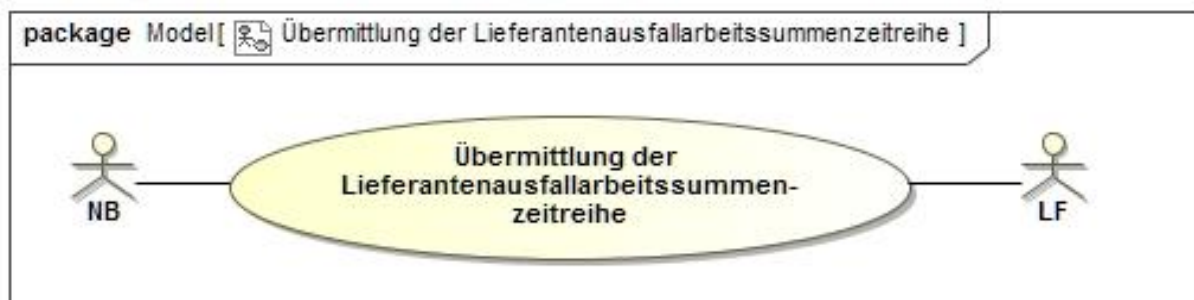 package Model[ Übermittlung der Lieferantenausfallarbeitssummenzeitreihe ]
Übermittlung der
Lieferantenausfallarbeitssummen-
zeitreihe
NB
LF